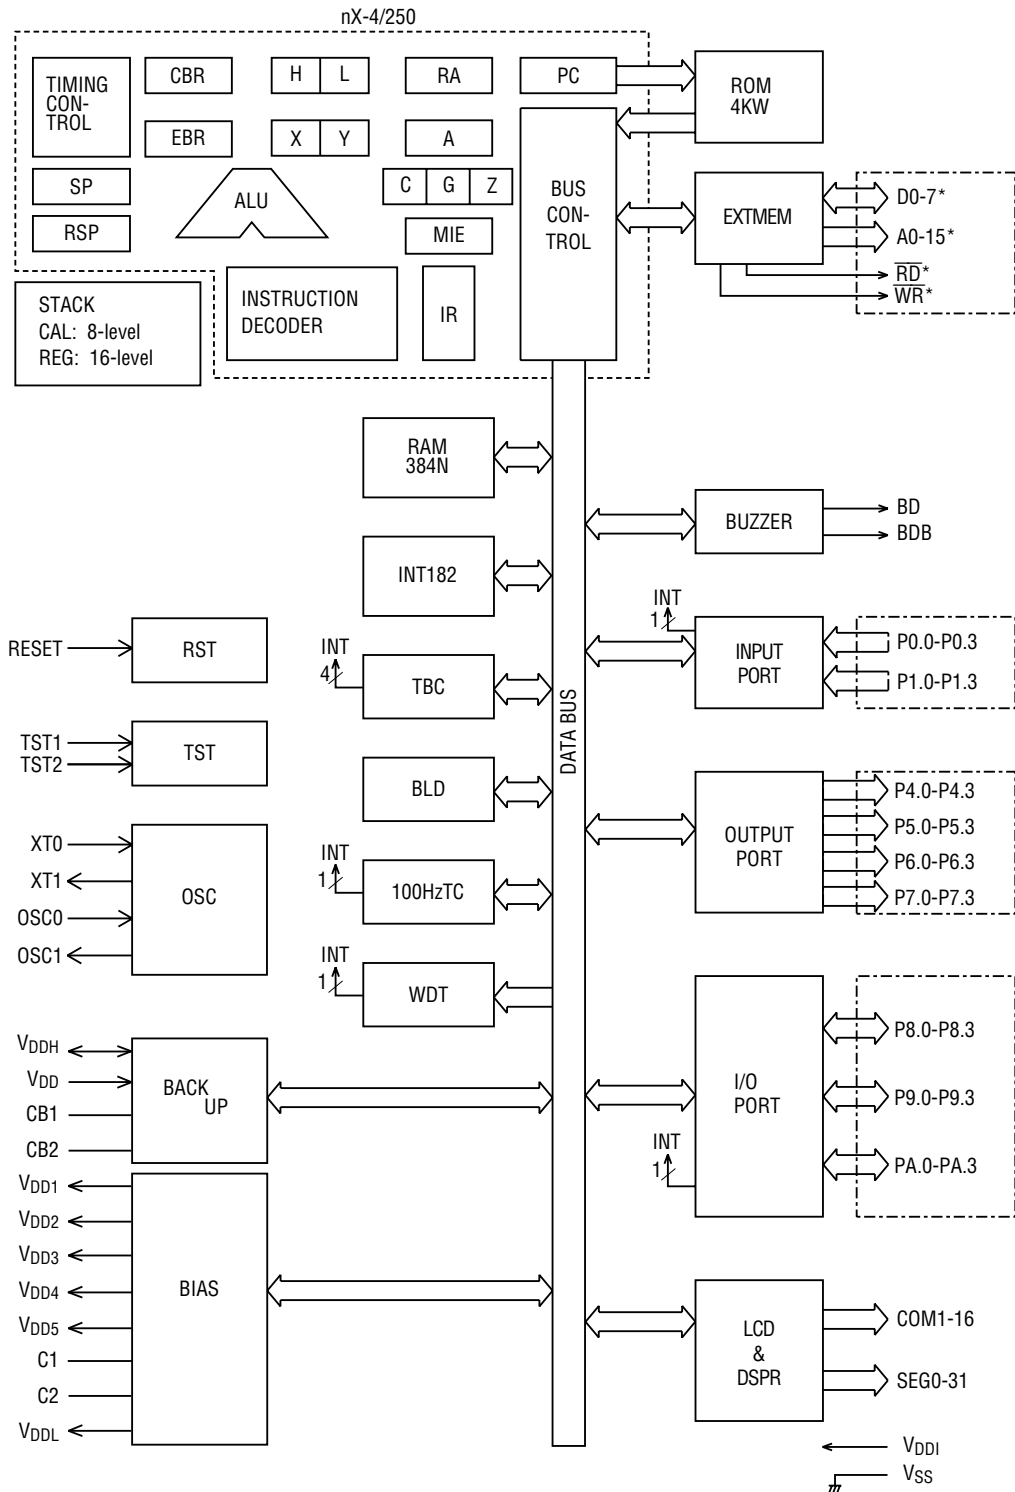 nX-4/250
TIMING
CON-
TROL
CBR
H L
RA
PC
ROM
4KW
EBR
X Y
A
SP
ALU
C G Z
BUS
CON-
TROL
EXTMEM
D0-7*
A0-15*
RD*
WR*
RSP
MIE
STACK
CAL: 8-level
REG: 16-level
INSTRUCTION
DECODER
IR
RAM
384N
BUZZER
BD
BDB
INT182
INT
1
INPUT
PORT
P0.0-P0.3
P1.0-P1.3
RESET
RST
INT
4
TBC
DATA BUS
TST1
TST2
TST
BLD
OUTPUT
PORT
P4.0-P4.3
P5.0-P5.3
P6.0-P6.3
P7.0-P7.3
XT0
XT1
OSC0
OSC1
OSC
INT
1
100HzTC
INT
1
WDT
I/O
PORT
P8.0-P8.3
P9.0-P9.3
PA.0-PA.3
INT
1
VDDH
VDD
CB1
CB2
BACK
UP
VDD1
VDD2
VDD3
VDD4
VDD5
C1
C2
VDDL
BIAS
LCD
&
DSPR
COM1-16
SEG0-31
VDDI
VSS